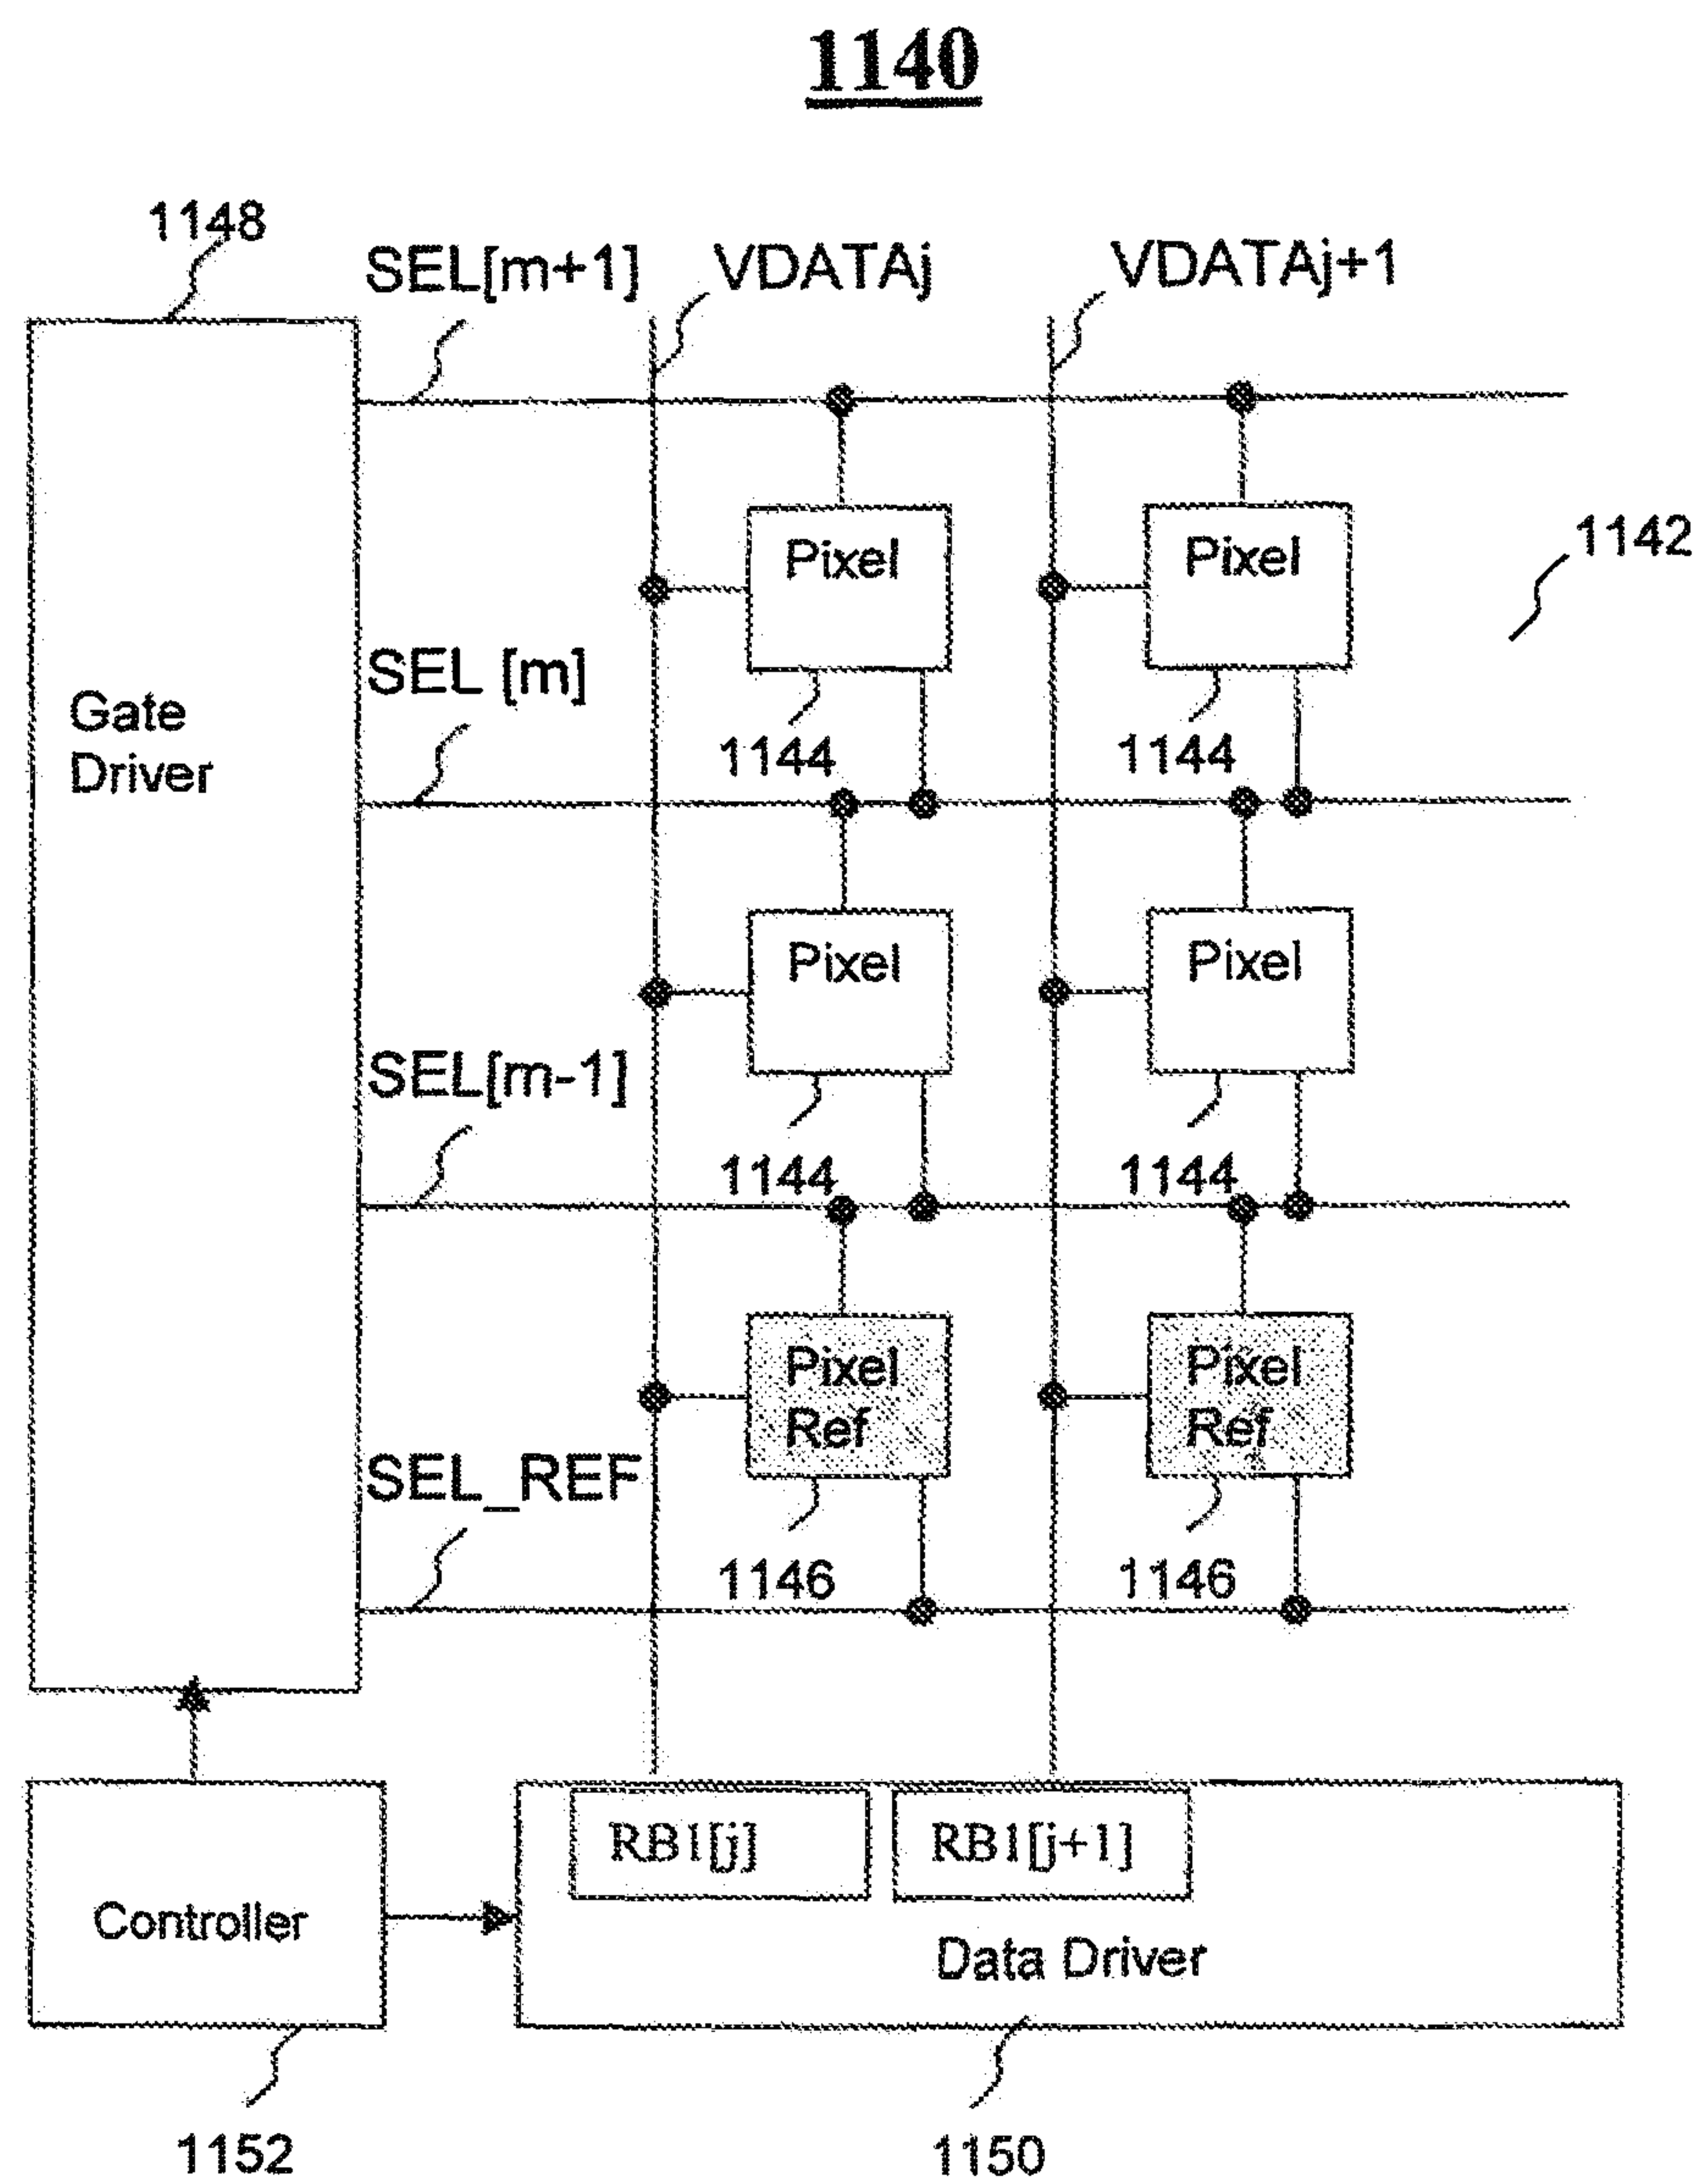 1140
1148
SEL[m+1]
VDATAj
VDATAj+1
Pixel
Pixel
1142
SEL [m]
Gate
Driver
1144
1144
Pixel
Pixel
SEL[m-1]
1144
1144
Pixel
Ref
Pixel
Ref
SEL_REF
1146
1146
RB1[j]
RB1[j+1]
Controller
Data Driver
1152
1150